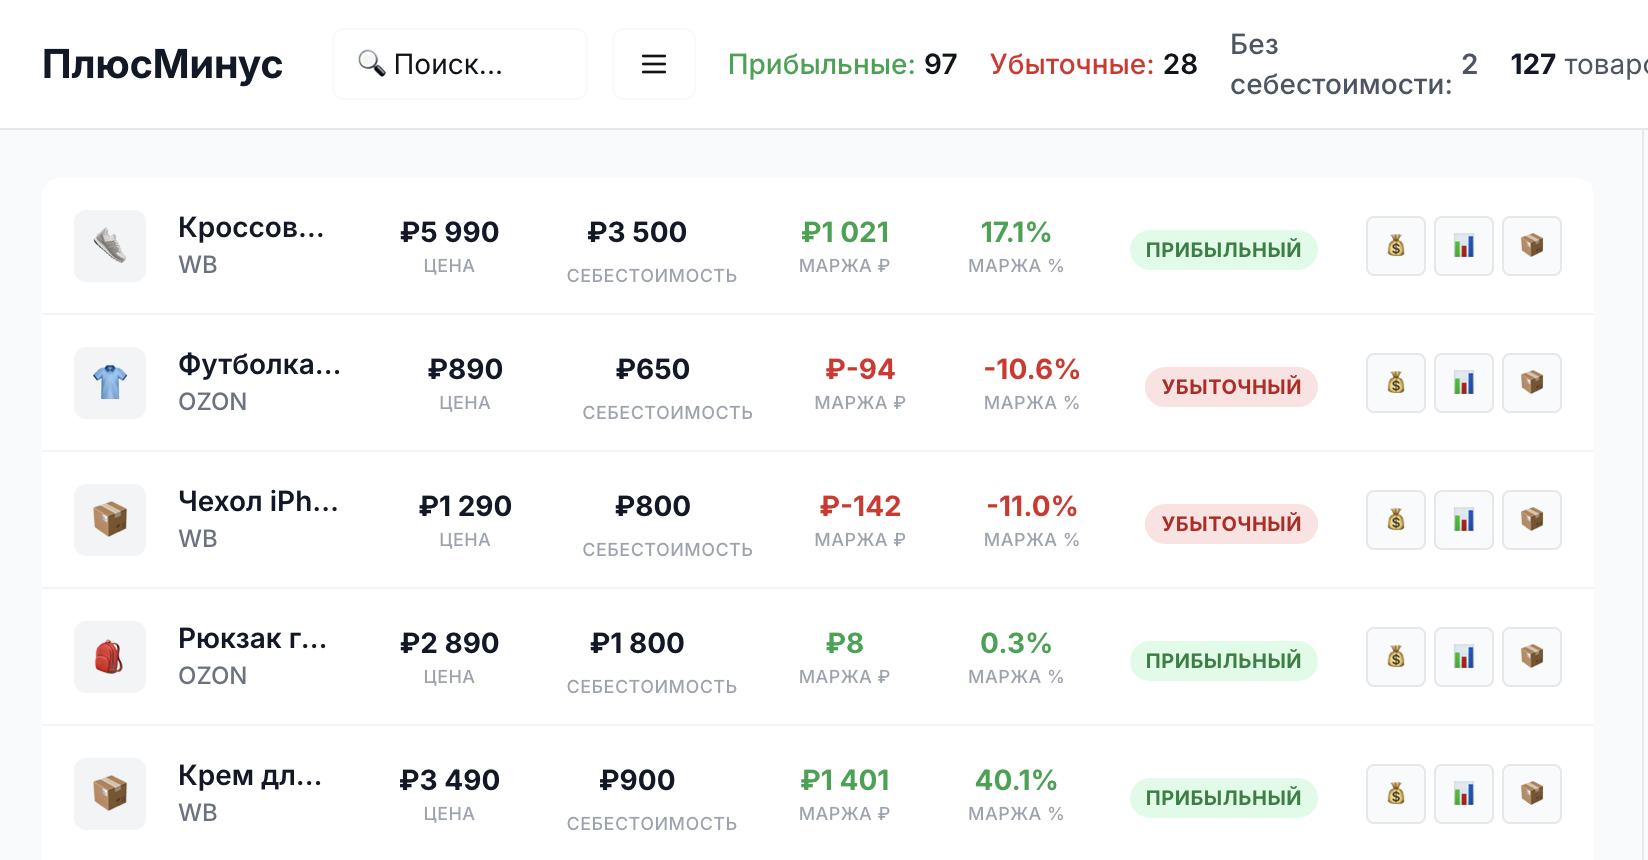 ПлюсМинус
🔍 Поиск...
Прибыльные: 97
Убыточные: 28
Без
себестоимости: 2
127 товаро
Кроссов...
WB
₽5 990
ЦЕНА
₽3 500
СЕБЕСТОИМОСТЬ
₽1 021
МАРЖА ₽
17.1%
МАРЖА %
ПРИБЫЛЬНЫЙ
Футболка...
OZON
₽890
ЦЕНА
₽650
СЕБЕСТОИМОСТЬ
₽-94
МАРЖА ₽
-10.6%
МАРЖА %
УБЫТОЧНЫЙ
Чехол iPh...
WB
₽1 290
ЦЕНА
₽800
СЕБЕСТОИМОСТЬ
₽-142
МАРЖА ₽
-11.0%
МАРЖА %
УБЫТОЧНЫЙ
Рюкзак г...
OZON
₽2 890
ЦЕНА
₽1 800
СЕБЕСТОИМОСТЬ
₽8
МАРЖА ₽
0.3%
МАРЖА %
ПРИБЫЛЬНЫЙ
Крем дл...
WB
₽3 490
ЦЕНА
₽900
СЕБЕСТОИМОСТЬ
₽1 401
МАРЖА ₽
40.1%
МАРЖА %
ПРИБЫЛЬНЫЙ